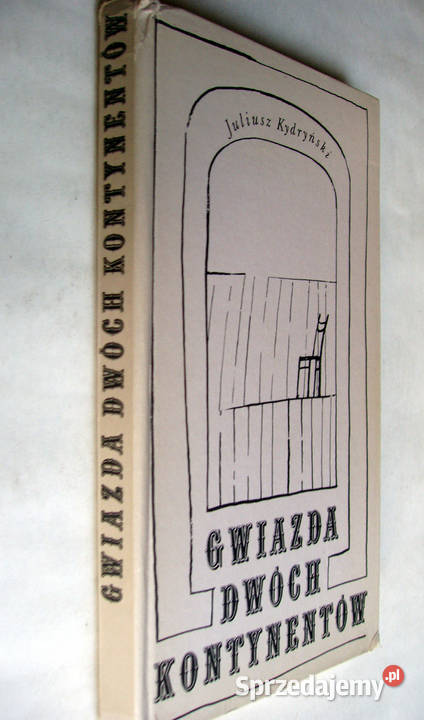 GWIAZDA DWÓCH KONTYNENTÓW
Juliusz Kydryński
GWIAZDA
DWÓCH
KONTYNENTÓW
Sprzedajemy.pl